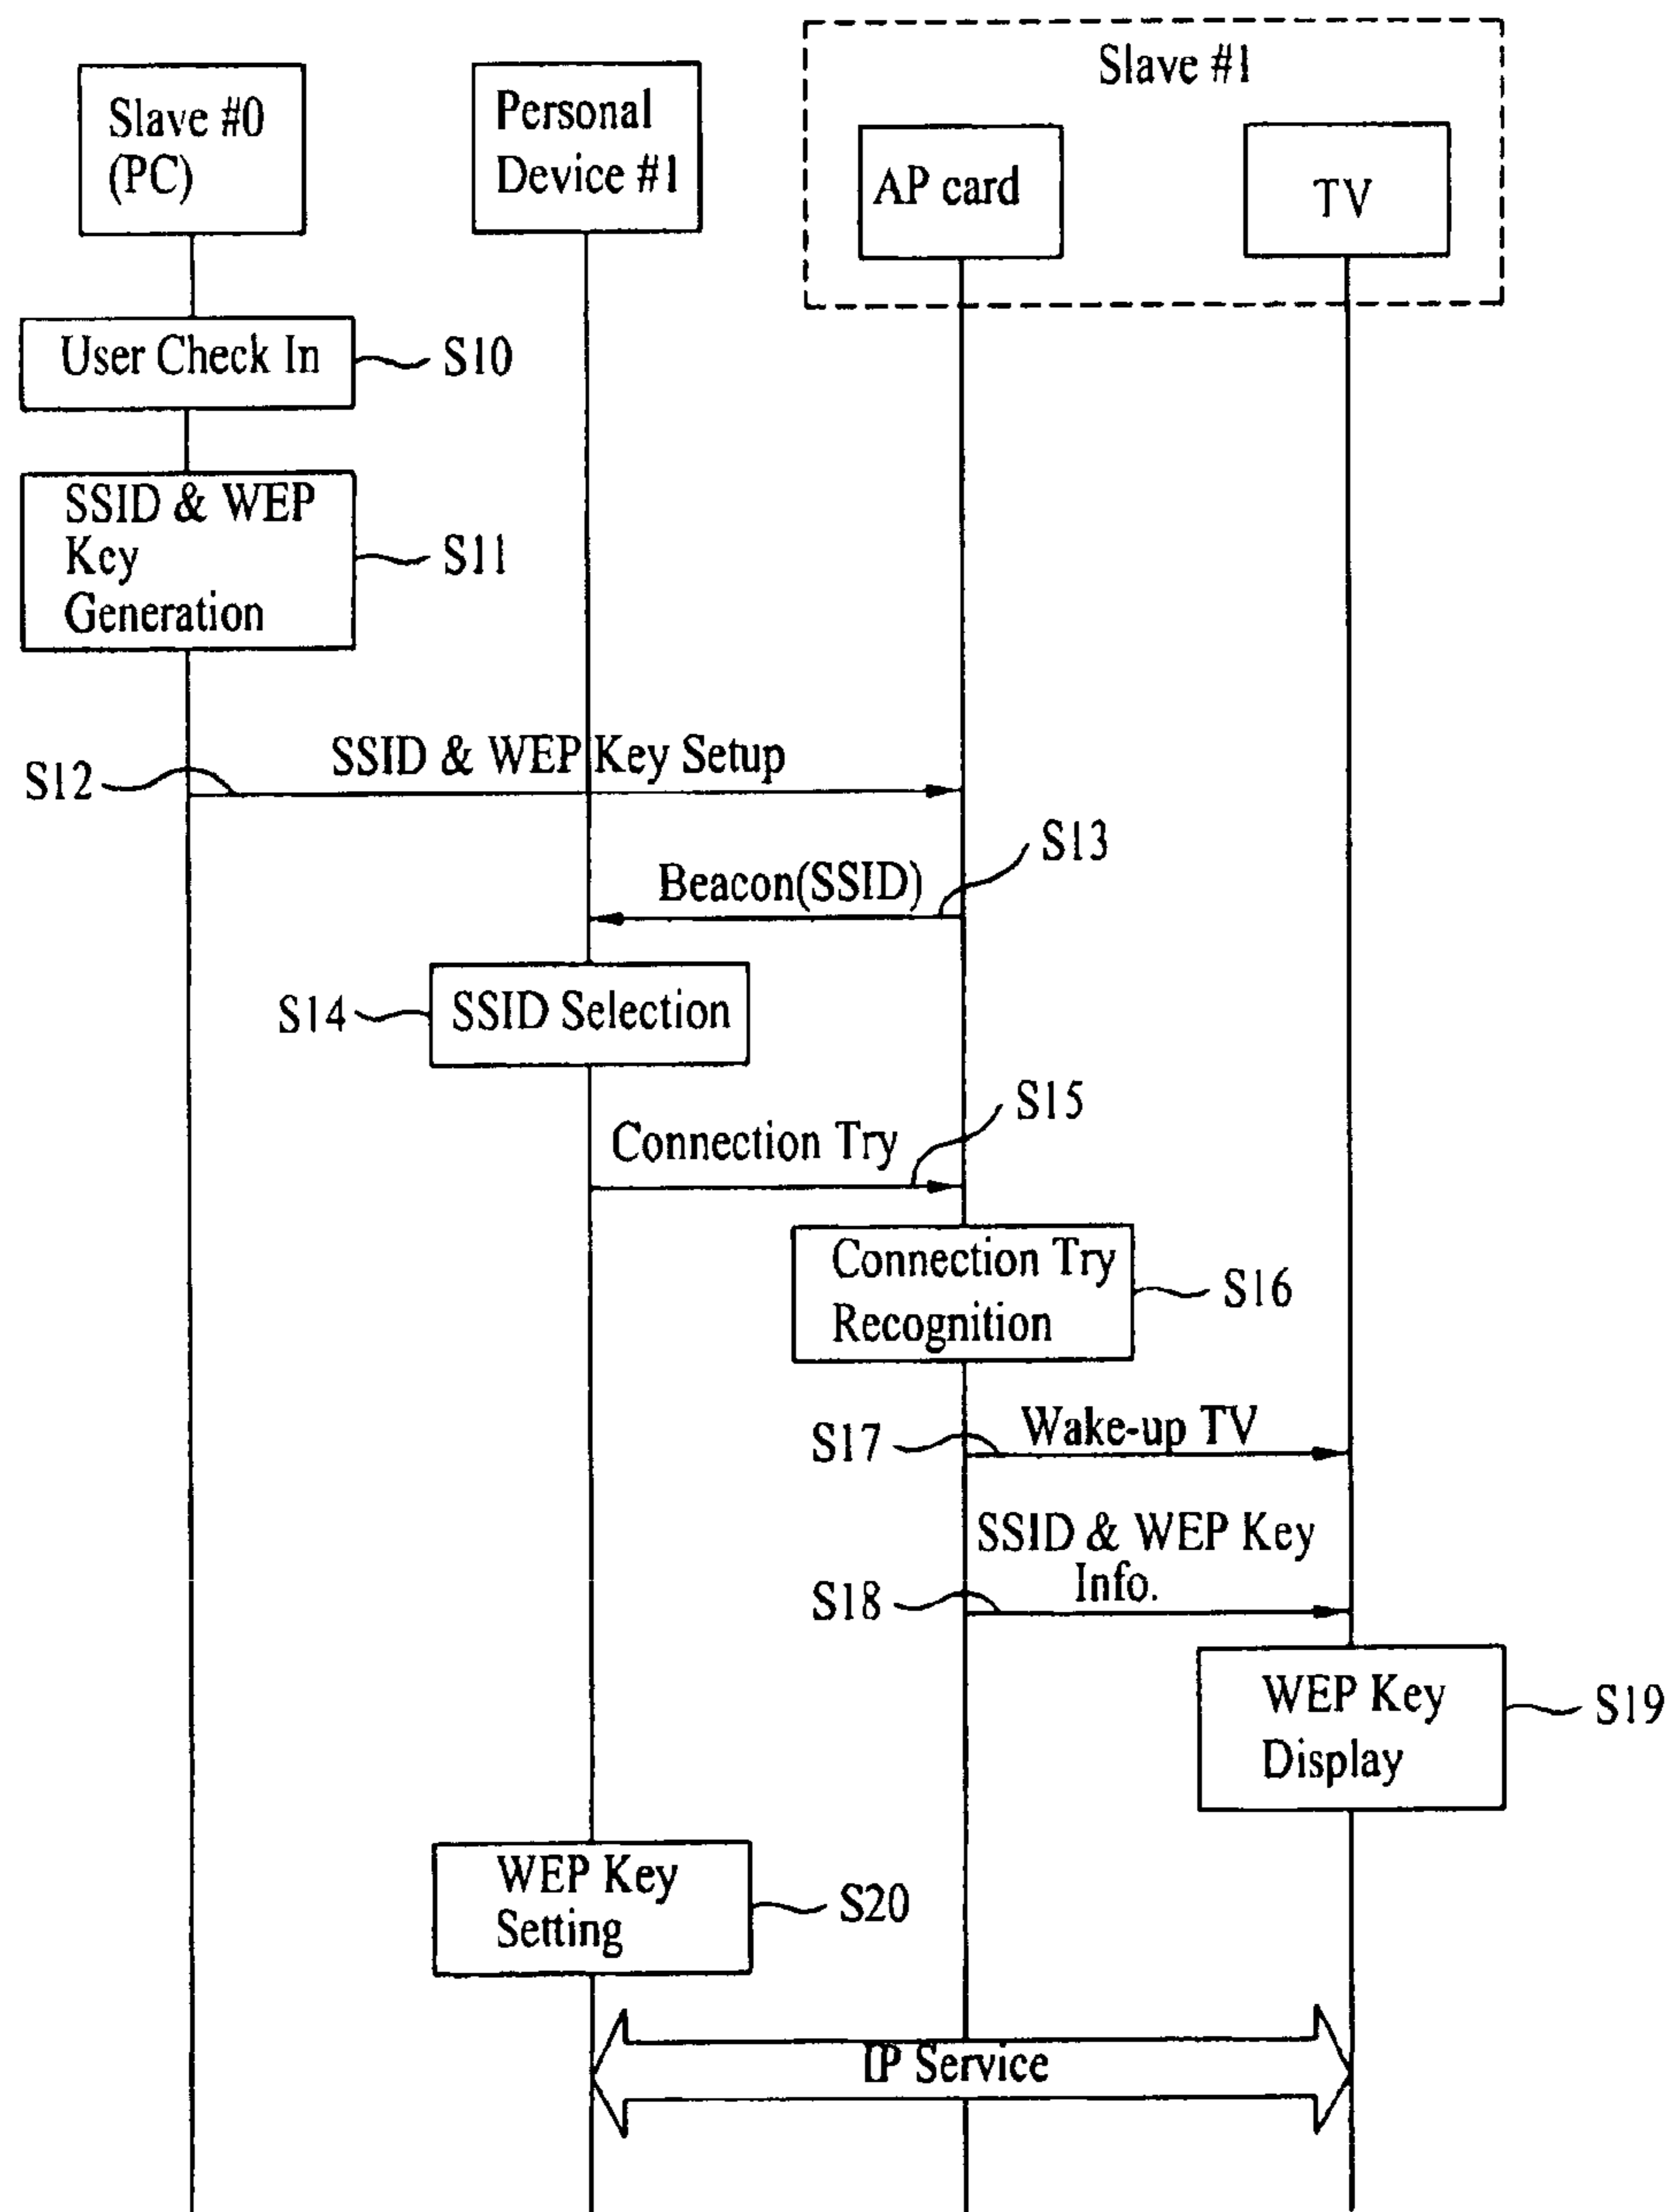 Slave #1
Slave #0
(PC)
Personal
Device #1
AP card
TV
User Check In
S10
SSID & WEP
Key
Generation
S11
SSID & WEP Key Setup
S12
S13
Beacon(SSID)
S14
SSID Selection
S15
Connection Try
Connection Try
Recognition
S16
S17
Wake-up TV
SSID & WEP Key
Info.
S18
WEP Key
Display
S19
WEP Key
Setting
S20
IP Service